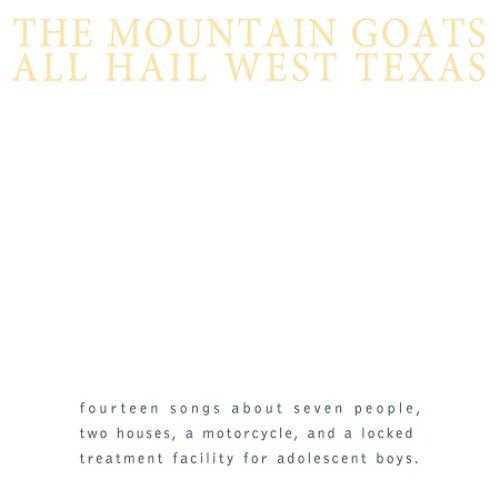 THE MOUNTAIN GOATS
ALL HAIL WEST TEXAS
fourteen songs about seven people,
two houses, a motorcycle, and a locked
treatment facility for adolescent boys.